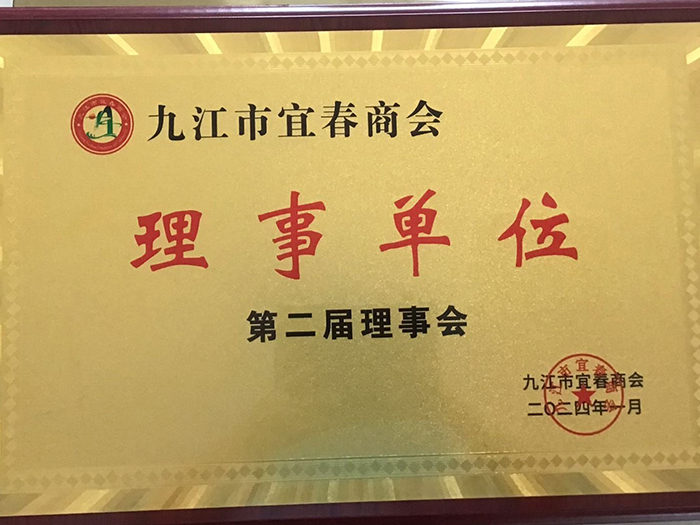 九江市宜春商会
理事单位
第二届理事会
九江市宜春商会
二〇二四年一月